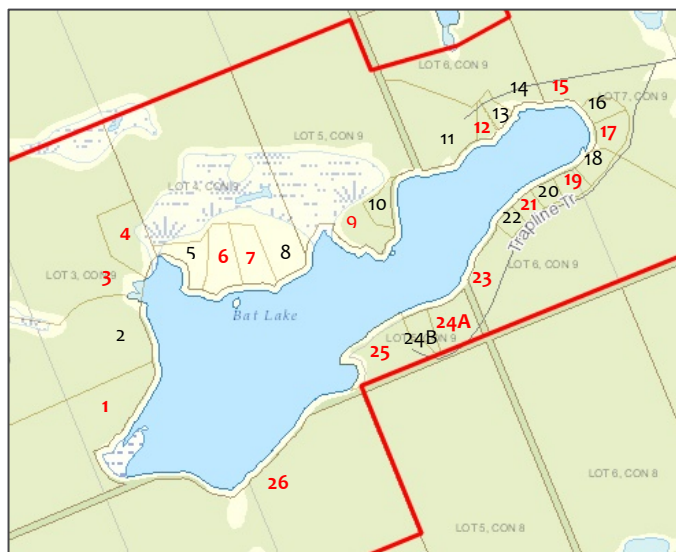 LOT 6, CON 9
14
15
16
LOT 7, CON 9
13
12
17
LOT 5, CON 9
11
18
19
LOT 4, CON 9
20
10
21
9
22
4
Trapline Tr
5
6
7
8
LOT 6, CON 9
3
LOT 3, CON 9
23
Bat Lake
24A
2
24B
25
1
LOT 6, CON 8
26
LOT 5, CON 8